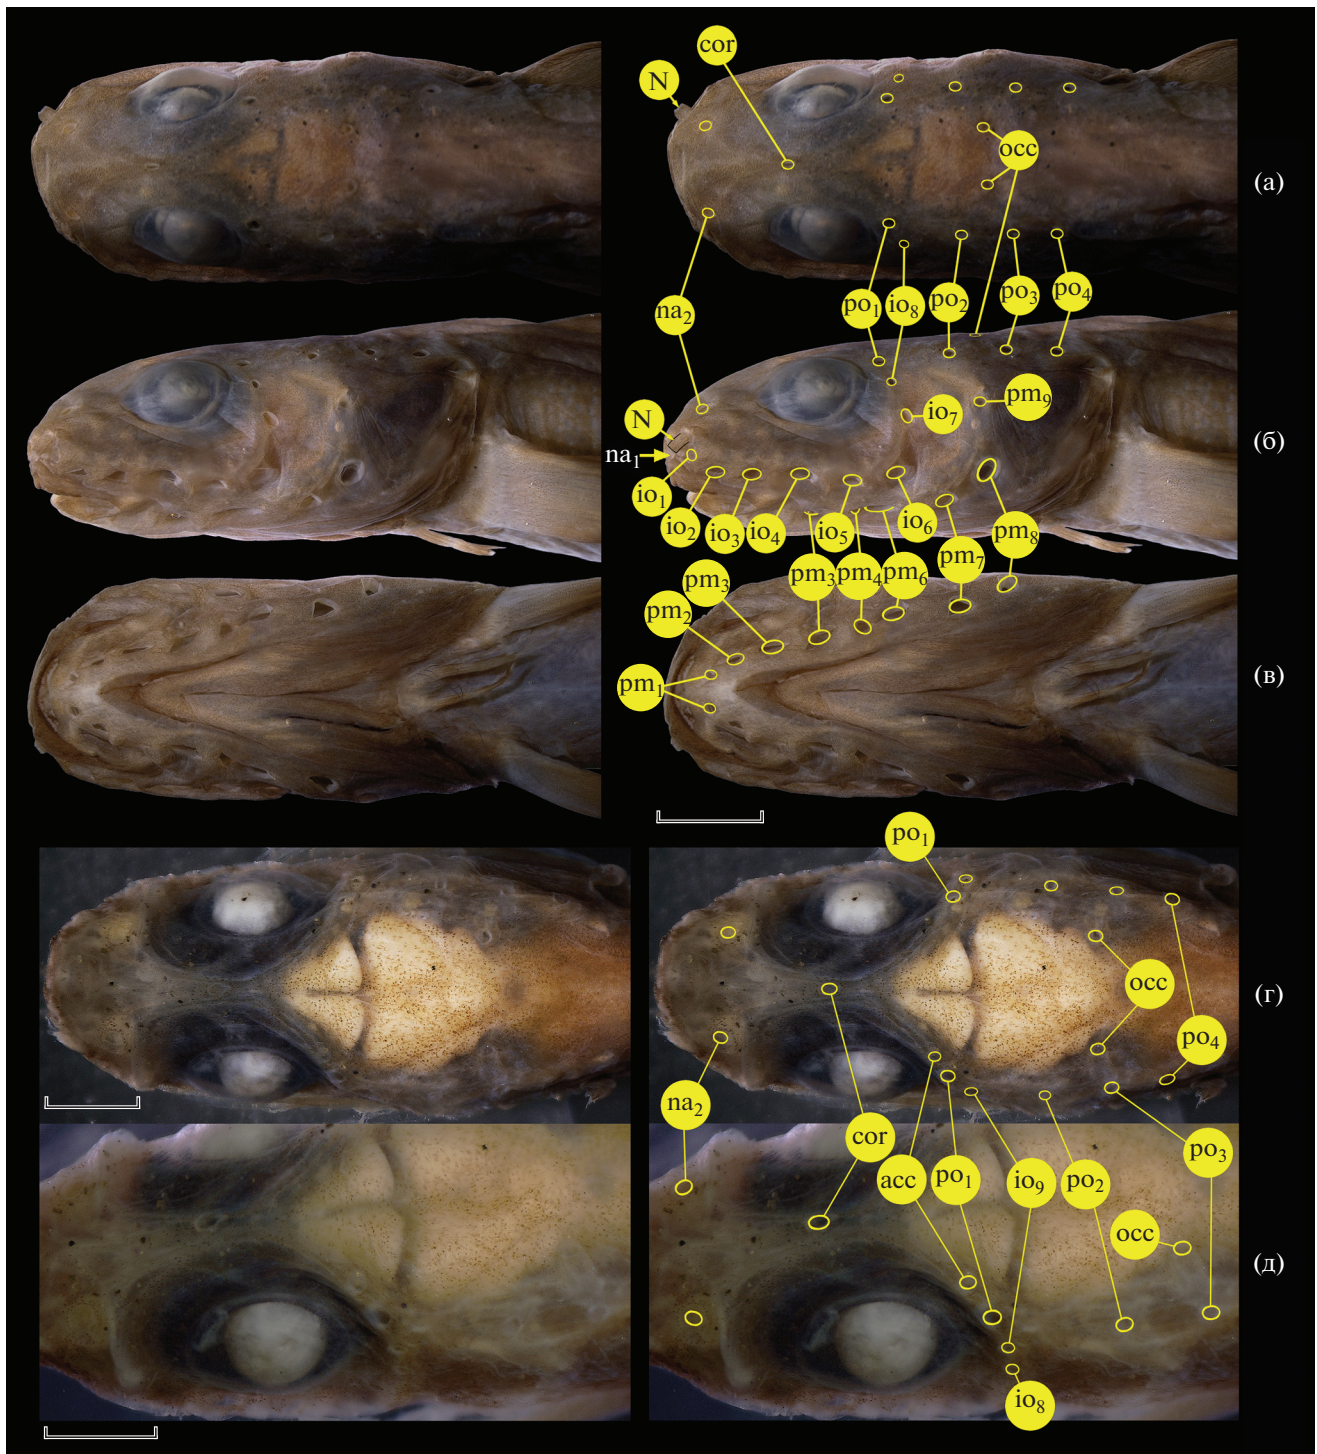 cor
N
occ
(а)
na₂
po₁
io₈
po₂
po₃
po₄
pm₉
io₇
N
na₁
(б)
io₁
io₂
io₃
io₄
io₅
io₆
pm₈
pm₃
pm₃
pm₄
pm₆
pm₇
pm₂
pm₁
(в)
po₁
occ
(г)
po₄
na₂
cor
acc
po₁
io₉
po₂
po₃
occ
(д)
io₈